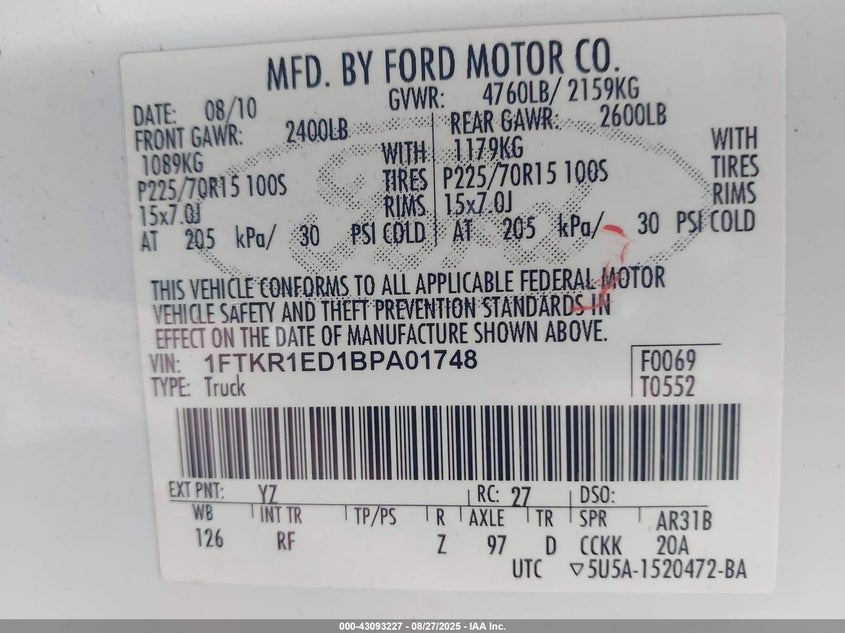 MFD. BY FORD MOTOR CO.
DATE: 08/10 GVWR: 4760LB/ 2159KG
FRONT GAWR: 2400LB REAR GAWR: 2600LB
1089KG WITH 1179KG WITH
P225/70R15 100S TIRES P225/70R15 100S TIRES
15x7.0J RIMS 15x7.0J RIMS
AT 205 kPa/ 30 PSI COLD AT 205 kPa/ 30 PSI COLD
THIS VEHICLE CONFORMS TO ALL APPLICABLE FEDERAL MOTOR
VEHICLE SAFETY AND THEFT PREVENTION STANDARDS IN
EFFECT ON THE DATE OF MANUFACTURE SHOWN ABOVE.
VIN: 1FTKR1ED1BPA01748 F0069
TYPE: Truck T0552
EXT PNT: YZ RC: 27 DSO:
WB INT TR TP/PS R AXLE TR SPR AR31B
126 RF Z 97 D CCKK 20A
UTC ▽5U5A-1520472-BA
000-43093227 - 08/27/2025 - IAA Inc.